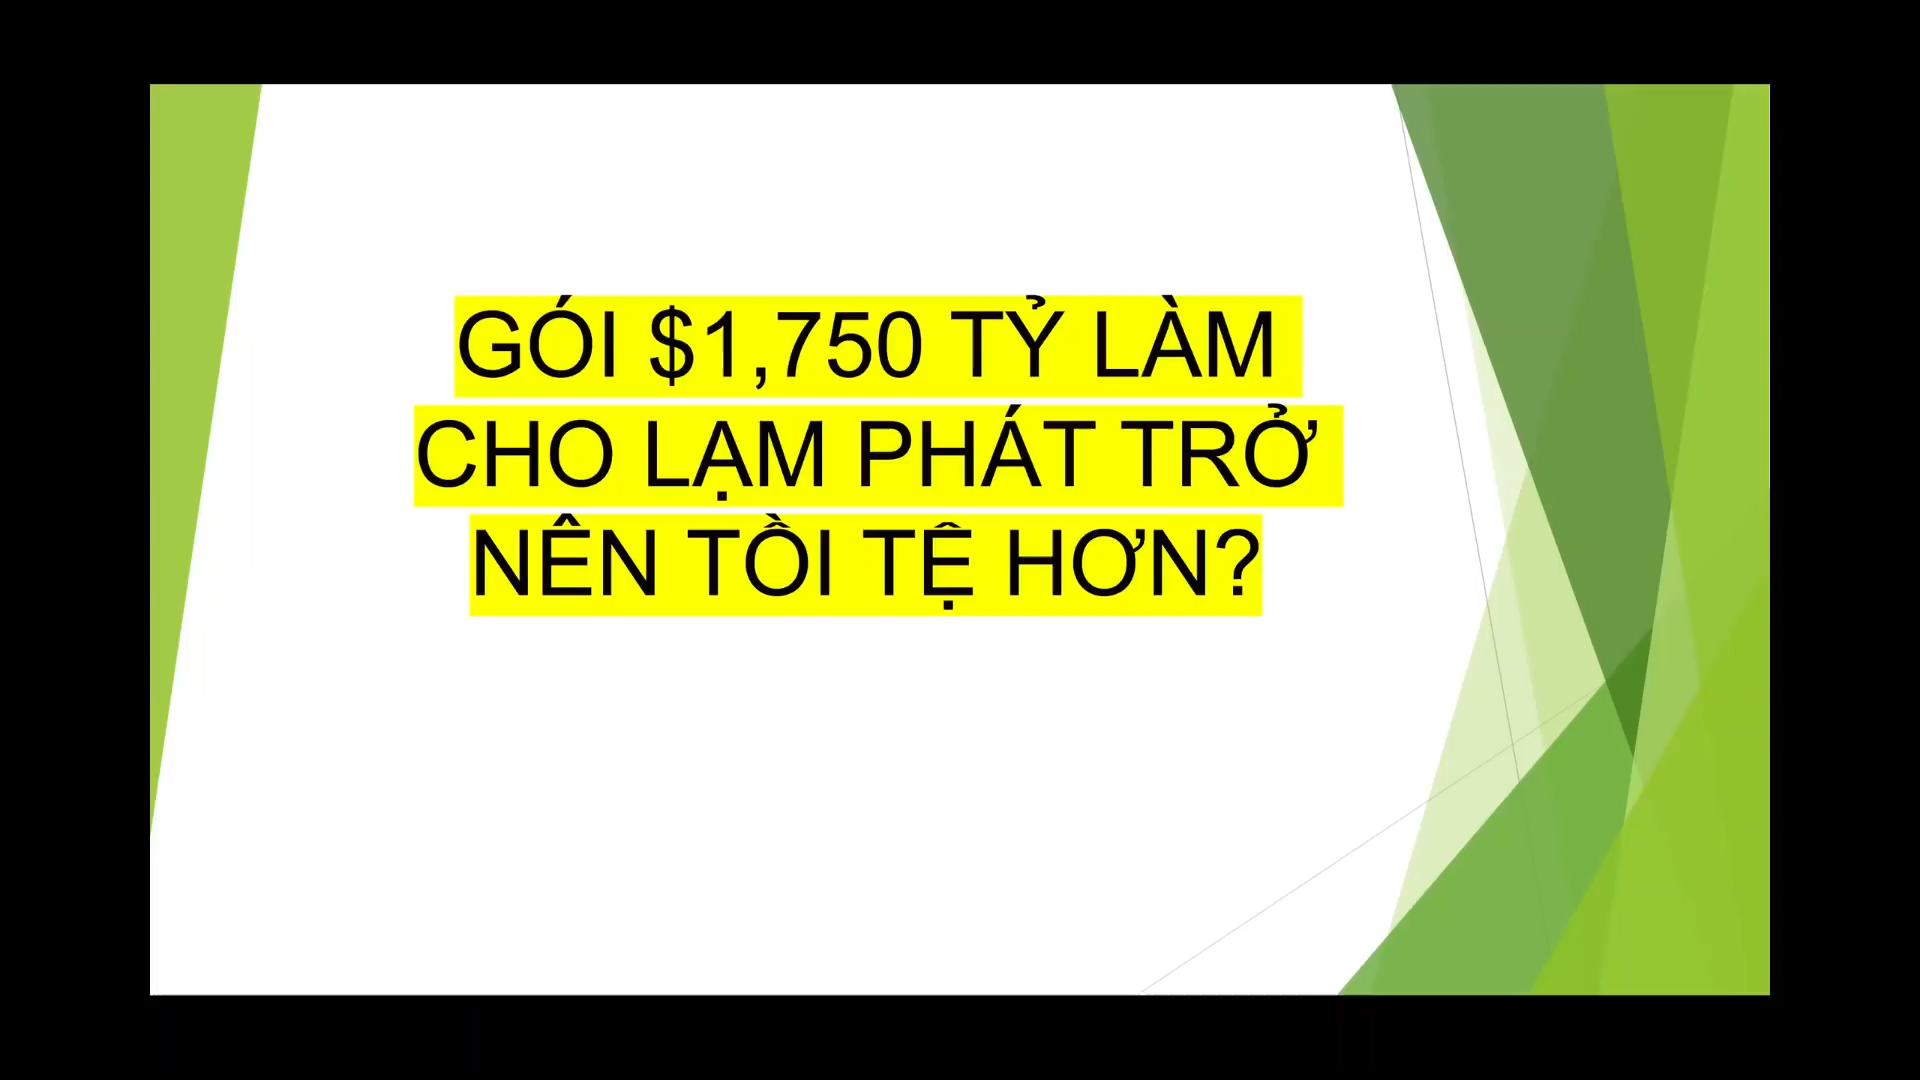 GÓI $1,750 TỶ LÀM
CHO LẠM PHÁT TRỞ
NÊN TỒI TỆ HƠN?